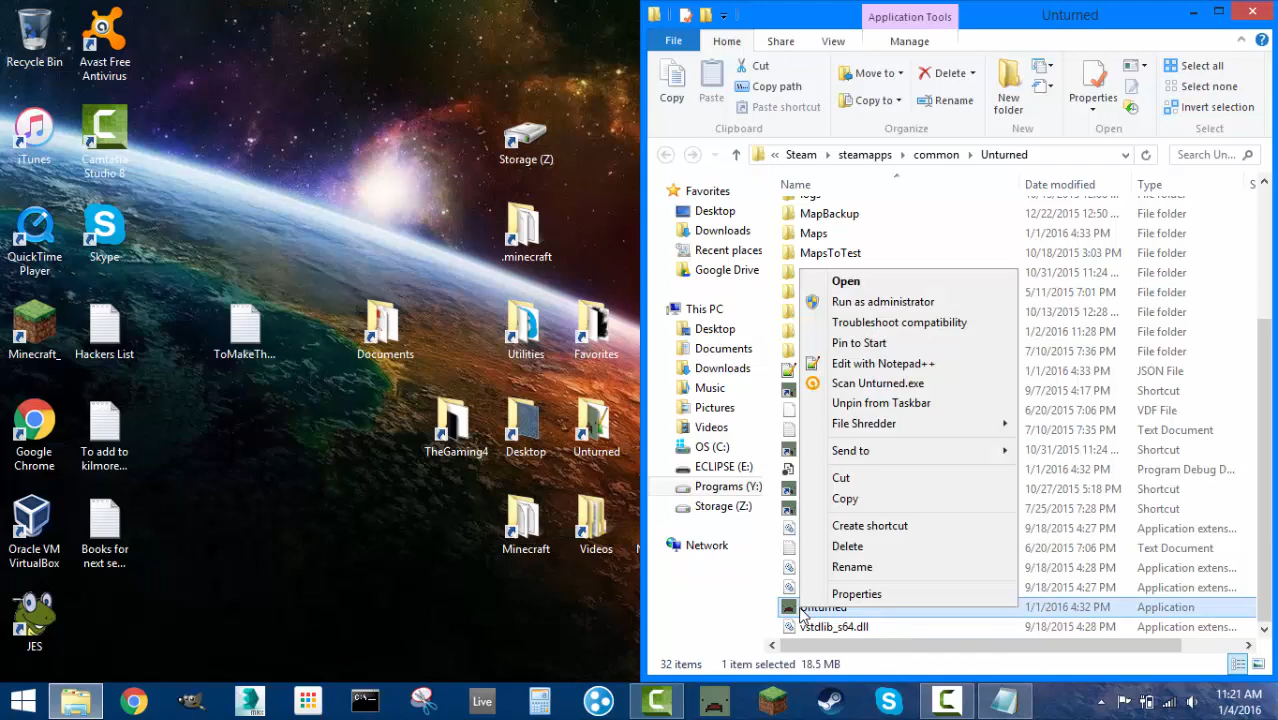 Recycle Bin
Avast Free
Antivirus
iTunes
Camtasia
Studio 8
QuickTime
Player
Skype
Minecraft_
Hackers List
ToMakeTh...
Google
Chrome
To add to
kilmore...
Oracle VM
VirtualBox
Books for
next se...
JES
Storage (Z)
.minecraft
Documents
Utilities
Favorites
TheGaming4
Desktop
Unturned
Minecraft
Videos
Application Tools
Unturned
File
Home
Share
View
Manage
Copy
Paste
Cut
Copy path
Paste shortcut
Clipboard
Move to
Copy to
Delete
Rename
Organize
New
folder
New
Properties
Open
Select all
Select none
Invert selection
Select
« Steam
steamapps
common
Unturned
Search Un...
Favorites
Desktop
Downloads
Recent places
Google Drive
This PC
Desktop
Documents
Downloads
Music
Pictures
Videos
OS (C:)
ECLIPSE (E:)
Programs (Y:)
Storage (Z:)
Network
Name
Date modified
Type
S
File folder
MapBackup 12/22/2015 12:50 ... File folder
Maps 1/1/2016 4:33 PM File folder
MapsToTest 10/18/2015 3:03 PM File folder
10/31/2015 11:24 ... File folder
5/11/2015 7:01 PM File folder
10/13/2015 12:28 ... File folder
1/2/2016 11:28 PM File folder
7/10/2015 7:36 PM File folder
1/1/2016 4:33 PM JSON File
9/7/2015 4:17 PM Shortcut
6/20/2015 7:06 PM VDF File
7/10/2015 7:35 PM Text Document
10/31/2015 11:24 ... Shortcut
1/1/2016 4:32 PM Program Debug D...
10/27/2015 5:18 PM Shortcut
7/25/2015 7:28 PM Shortcut
9/18/2015 4:27 PM Application exten...
6/20/2015 7:06 PM Text Document
9/18/2015 4:28 PM Application exten...
9/18/2015 4:27 PM Application exten...
Unturned 1/1/2016 4:32 PM Application
vstdlib_s64.dll 9/18/2015 4:28 PM Application exten...
Open
Run as administrator
Troubleshoot compatibility
Pin to Start
Edit with Notepad++
Scan Unturned.exe
Unpin from Taskbar
File Shredder
Send to
Cut
Copy
Create shortcut
Delete
Rename
Properties
32 items
1 item selected 18.5 MB
Live
11:21 AM
1/4/2016